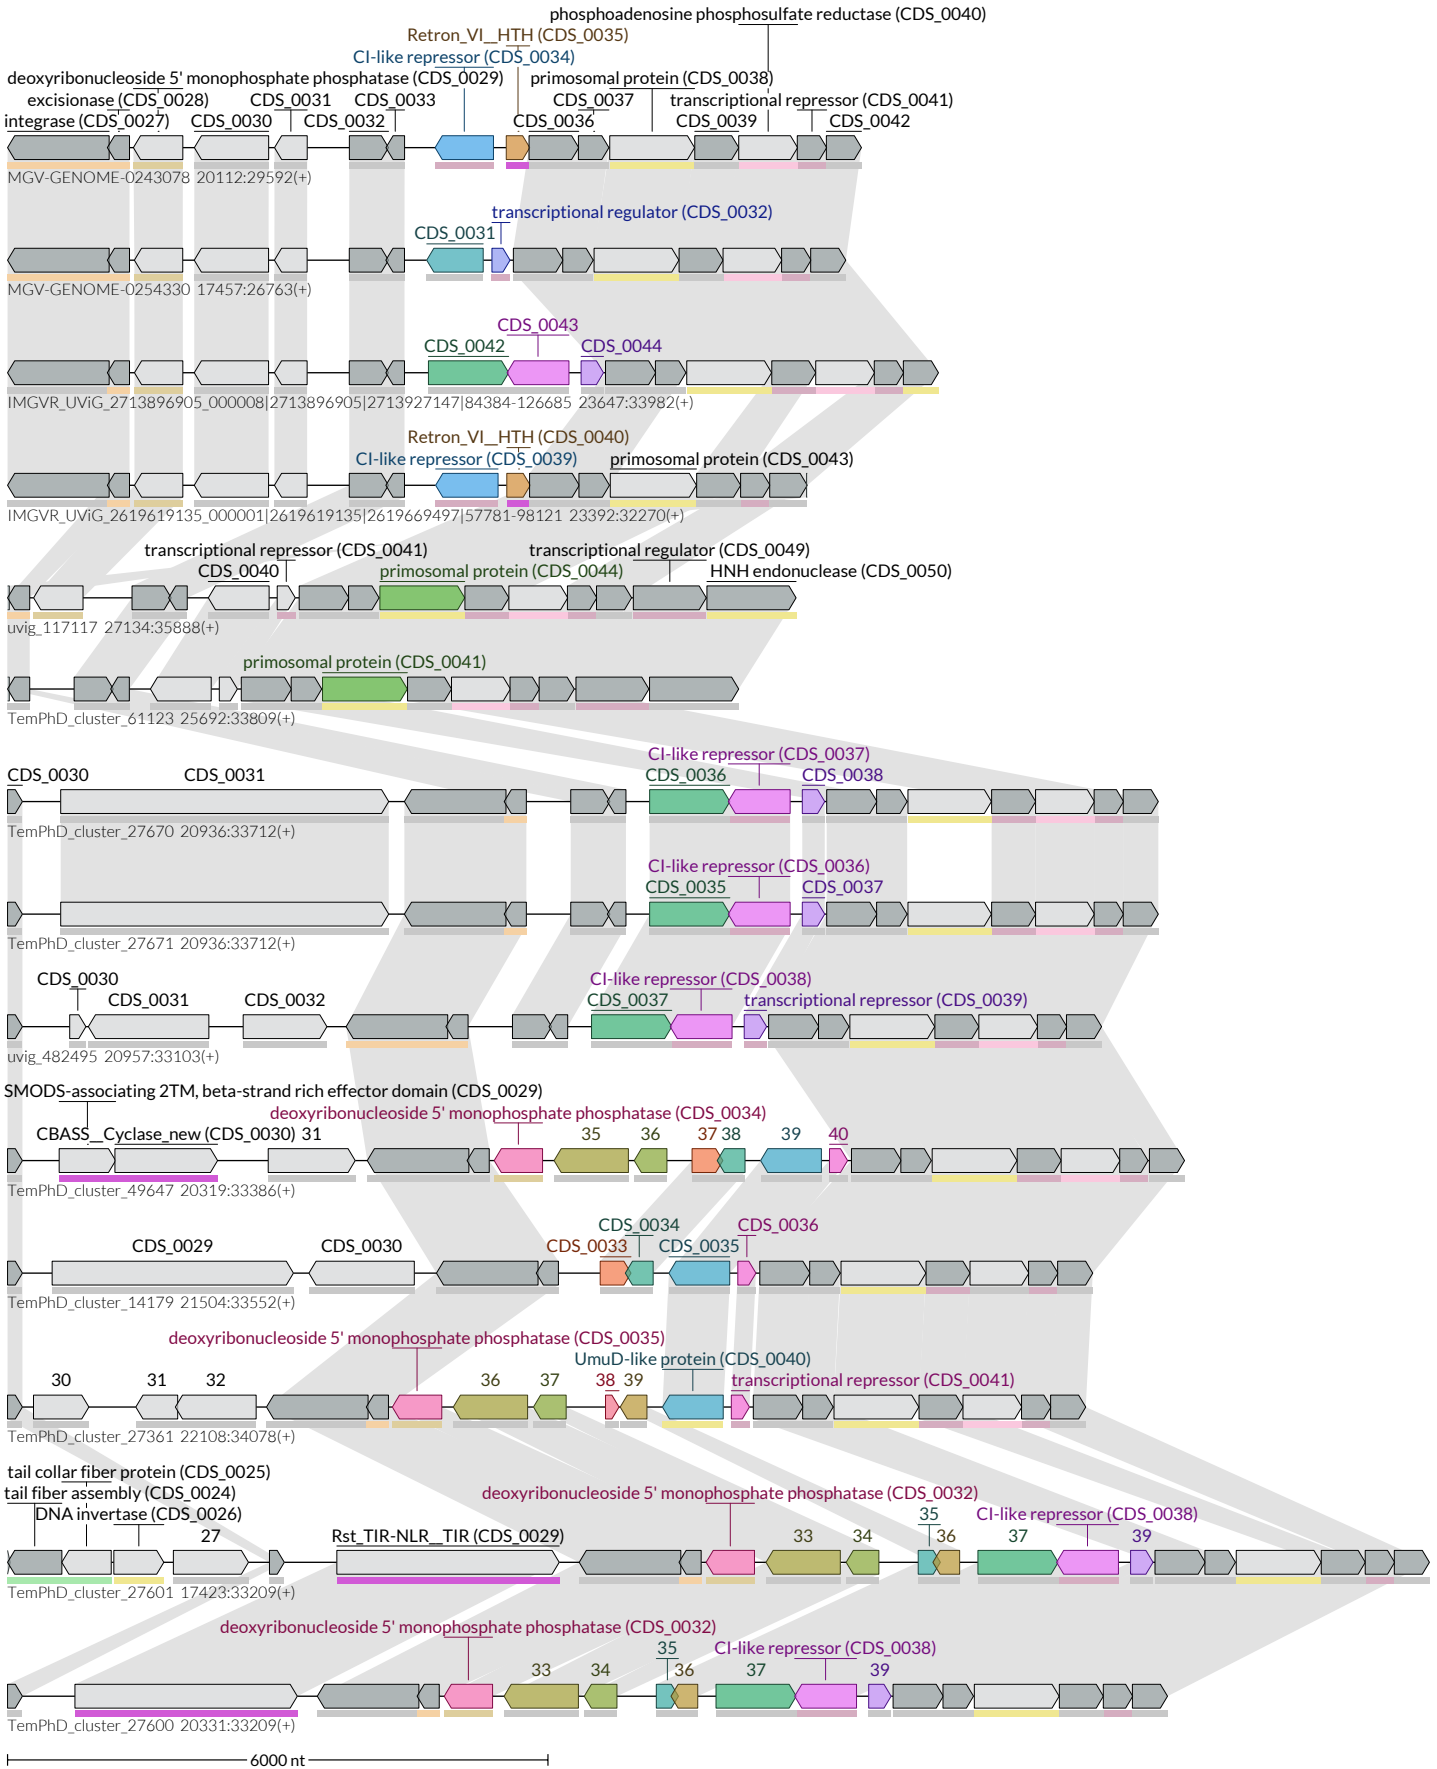 phosphoadenosine phosphosulfate reductase (CDS_0040)
Retron_VI__HTH (CDS_0035)
CI-like repressor (CDS_0034)
deoxyribonucleoside 5' monophosphate phosphatase (CDS_0029) primosomal protein (CDS_0038)
excisionase (CDS_0028) CDS_0031 CDS_0033 CDS_0037 transcriptional repressor (CDS_0041)
integrase (CDS_0027) CDS_0030 CDS_0032 CDS_0036 CDS_0039 CDS_0042
MGV-GENOME-0243078 20112:29592(+)
transcriptional regulator (CDS_0032)
CDS_0031
MGV-GENOME-0254330 17457:26763(+)
CDS_0043
CDS_0042 CDS_0044
IMGVR_UViG_2713896905_000008|2713896905|2713927147|84384-126685 23647:33982(+)
Retron_VI__HTH (CDS_0040)
CI-like repressor (CDS_0039) primosomal protein (CDS_0043)
IMGVR_UViG_2619619135_000001|2619619135|2619669497|57781-98121 23392:32270(+)
transcriptional repressor (CDS_0041) transcriptional regulator (CDS_0049)
CDS_0040 primosomal protein (CDS_0044) HNH endonuclease (CDS_0050)
uvig_117117 27134:35888(+)
primosomal protein (CDS_0041)
TemPhD_cluster_61123 25692:33809(+)
CI-like repressor (CDS_0037)
CDS_0030 CDS_0031 CDS_0036 CDS_0038
TemPhD_cluster_27670 20936:33712(+)
CI-like repressor (CDS_0036)
CDS_0035 CDS_0037
TemPhD_cluster_27671 20936:33712(+)
CDS_0030 CI-like repressor (CDS_0038)
CDS_0031 CDS_0032 CDS_0037 transcriptional repressor (CDS_0039)
uvig_482495 20957:33103(+)
SMODS-associating 2TM, beta-strand rich effector domain (CDS_0029)
deoxyribonucleoside 5' monophosphate phosphatase (CDS_0034)
CBASS__Cyclase_new (CDS_0030) 31 35 36 37 38 39 40
TemPhD_cluster_49647 20319:33386(+)
CDS_0034 CDS_0036
CDS_0029 CDS_0030 CDS_0033 CDS_0035
TemPhD_cluster_14179 21504:33552(+)
deoxyribonucleoside 5' monophosphate phosphatase (CDS_0035)
UmuD-like protein (CDS_0040)
30 31 32 36 37 38 39 transcriptional repressor (CDS_0041)
TemPhD_cluster_27361 22108:34078(+)
tail collar fiber protein (CDS_0025)
tail fiber assembly (CDS_0024) deoxyribonucleoside 5' monophosphate phosphatase (CDS_0032)
DNA invertase (CDS_0026) 35 CI-like repressor (CDS_0038)
27 Rst_TIR-NLR__TIR (CDS_0029) 33 34 36 37 39
TemPhD_cluster_27601 17423:33209(+)
deoxyribonucleoside 5' monophosphate phosphatase (CDS_0032)
35 CI-like repressor (CDS_0038)
33 34 36 37 39
TemPhD_cluster_27600 20331:33209(+)
6000 nt